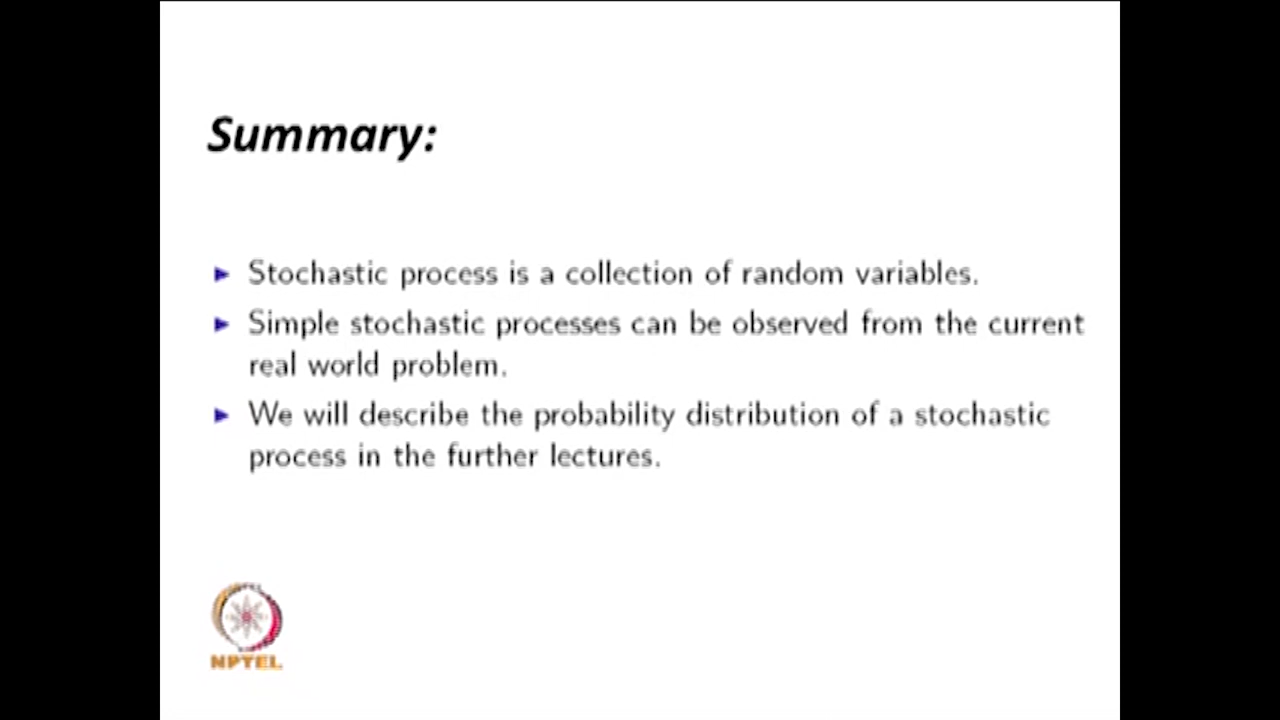 Summary:
Stochastic process is a collection of random variables.
Simple stochastic processes can be observed from the current
real world problem.
We will describe the probability distribution of a stochastic
process in the further lectures.
NPTEL